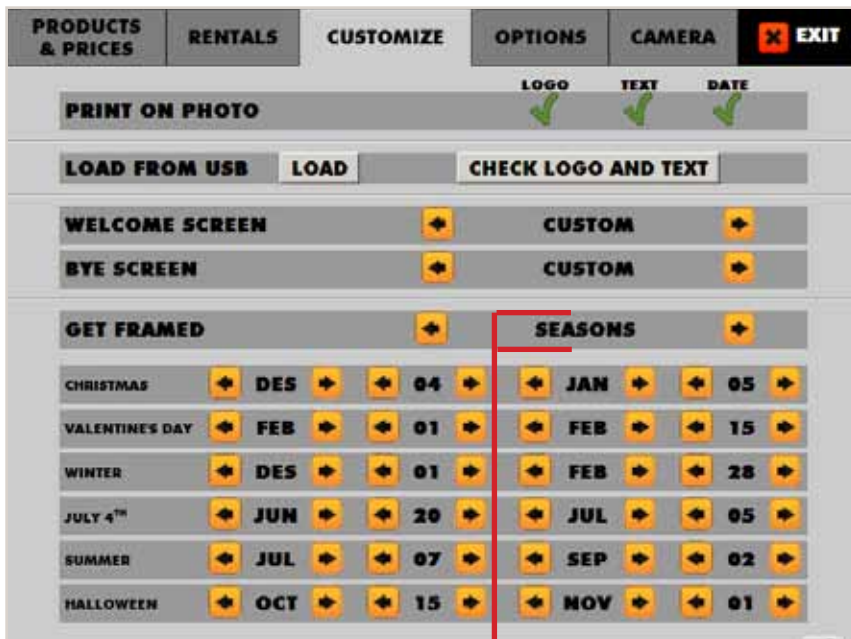 PRODUCTS & PRICES RENTALS CUSTOMIZE OPTIONS CAMERA X EXIT
LOGO TEXT DATE
PRINT ON PHOTO
LOAD FROM USB LOAD CHECK LOGO AND TEXT
WELCOME SCREEN CUSTOM
BYE SCREEN CUSTOM
GET FRAMED SEASONS
CHRISTMAS DES 04 JAN 05
VALENTINE'S DAY FEB 01 FEB 15
WINTER DES 01 FEB 28
JULY 4TH JUN 20 JUL 05
SUMMER JUL 07 SEP 02
HALLOWEEN OCT 15 NOV 01